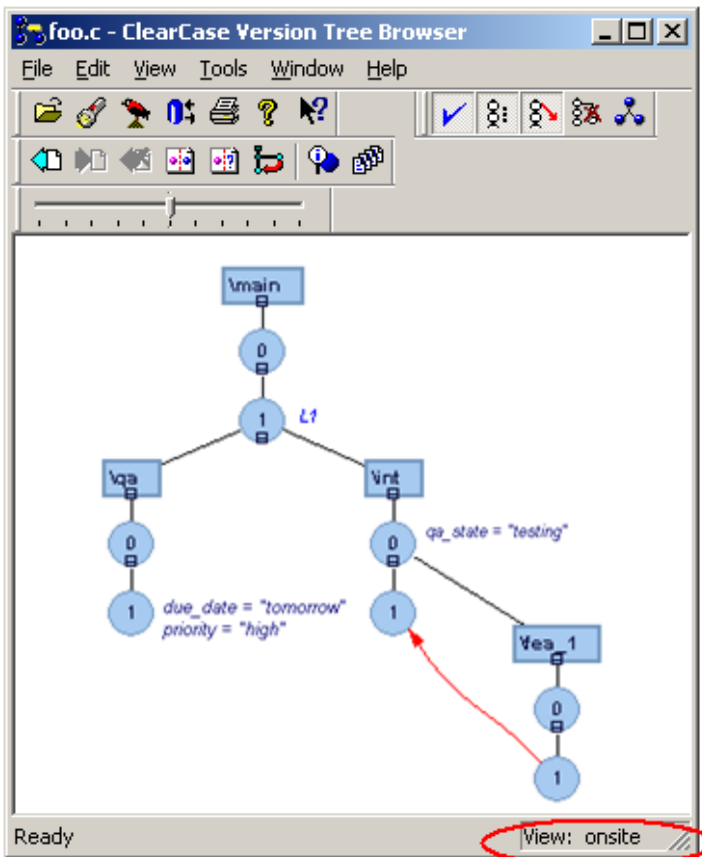 foo.c - ClearCase Version Tree Browser
File Edit View Tools Window Help
\main
0
1 L1
\qa \int
0 0 qa_state = "testing"
1 due_date = "tomorrow" 1
priority = "high"
\fea_1
0
1
Ready View: onsite